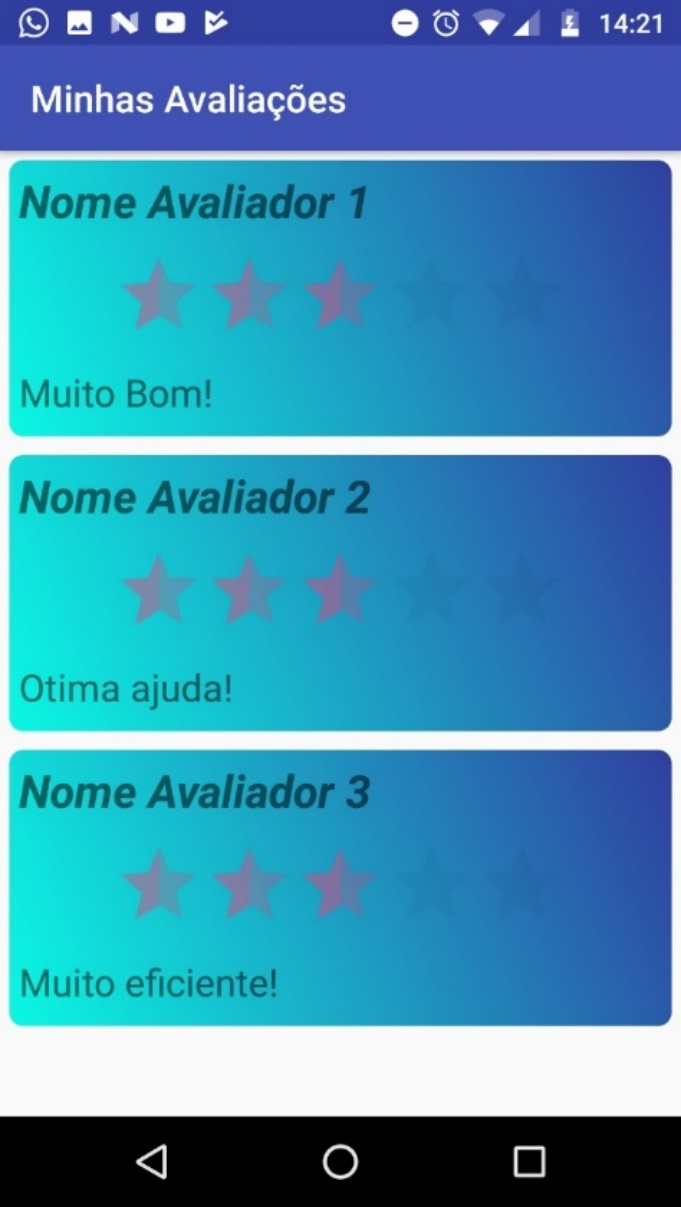 14:21
Minhas Avaliações
Nome Avaliador 1
Muito Bom!
Nome Avaliador 2
Otima ajuda!
Nome Avaliador 3
Muito eficiente!